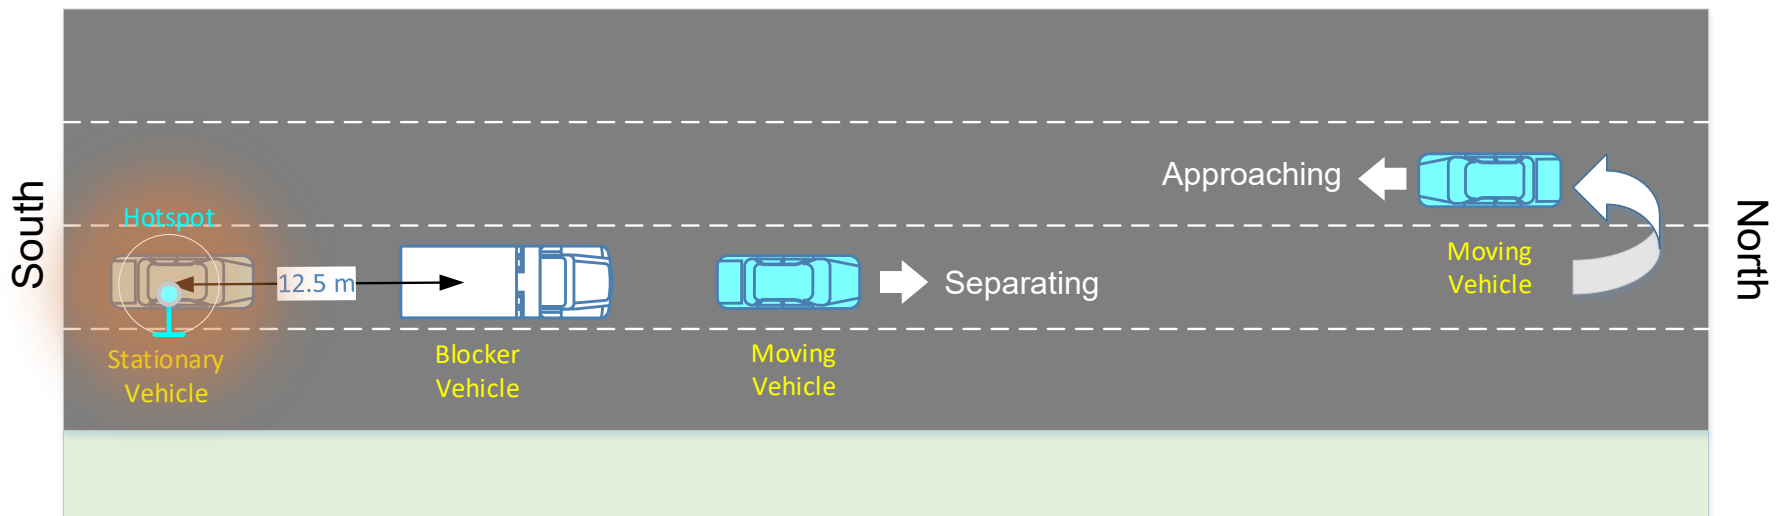 South
Hotspot
12.5 m
Stationary
Vehicle
Blocker
Vehicle
Moving
Vehicle
Separating
Approaching
Moving
Vehicle
North